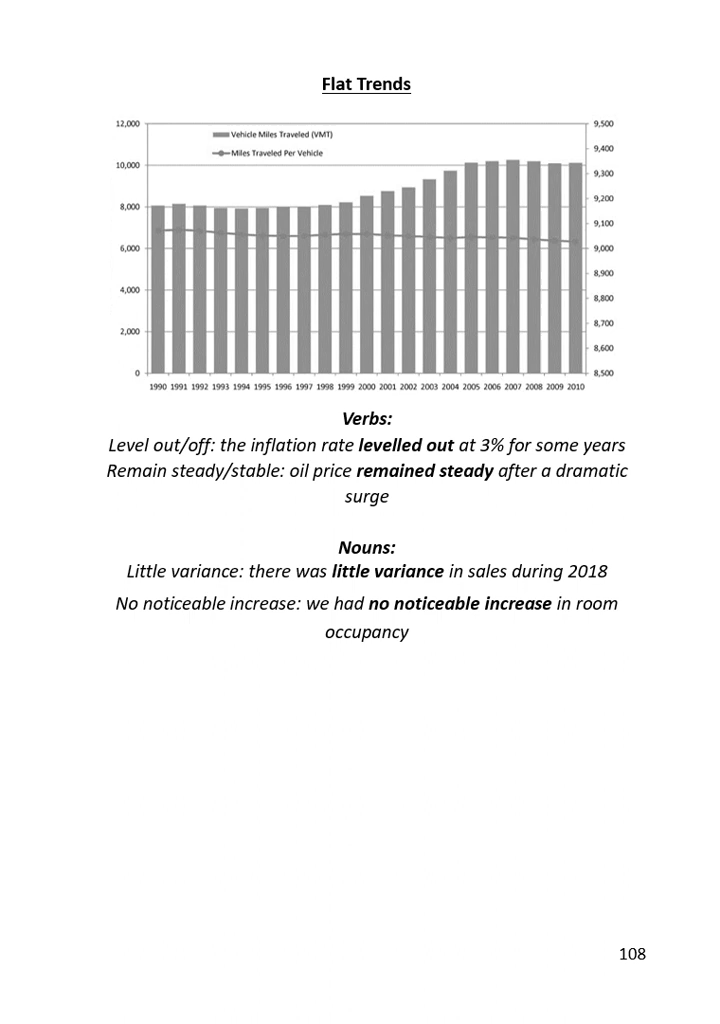 Flat Trends
12,000
10,000
8,000
6,000
4,000
2,000
0
Vehicle Miles Traveled (VMT)
Miles Traveled Per Vehicle
9,500
9,400
9,300
9,200
9,100
9,000
8,900
8,800
8,700
8,600
8,500
1990 1991 1992 1993 1994 1995 1996 1997 1998 1999 2000 2001 2002 2003 2004 2005 2006 2007 2008 2009 2010
Verbs:
Level out/off: the inflation rate levelled out at 3% for some years
Remain steady/stable: oil price remained steady after a dramatic
surge
Nouns:
Little variance: there was little variance in sales during 2018
No noticeable increase: we had no noticeable increase in room
occupancy
108